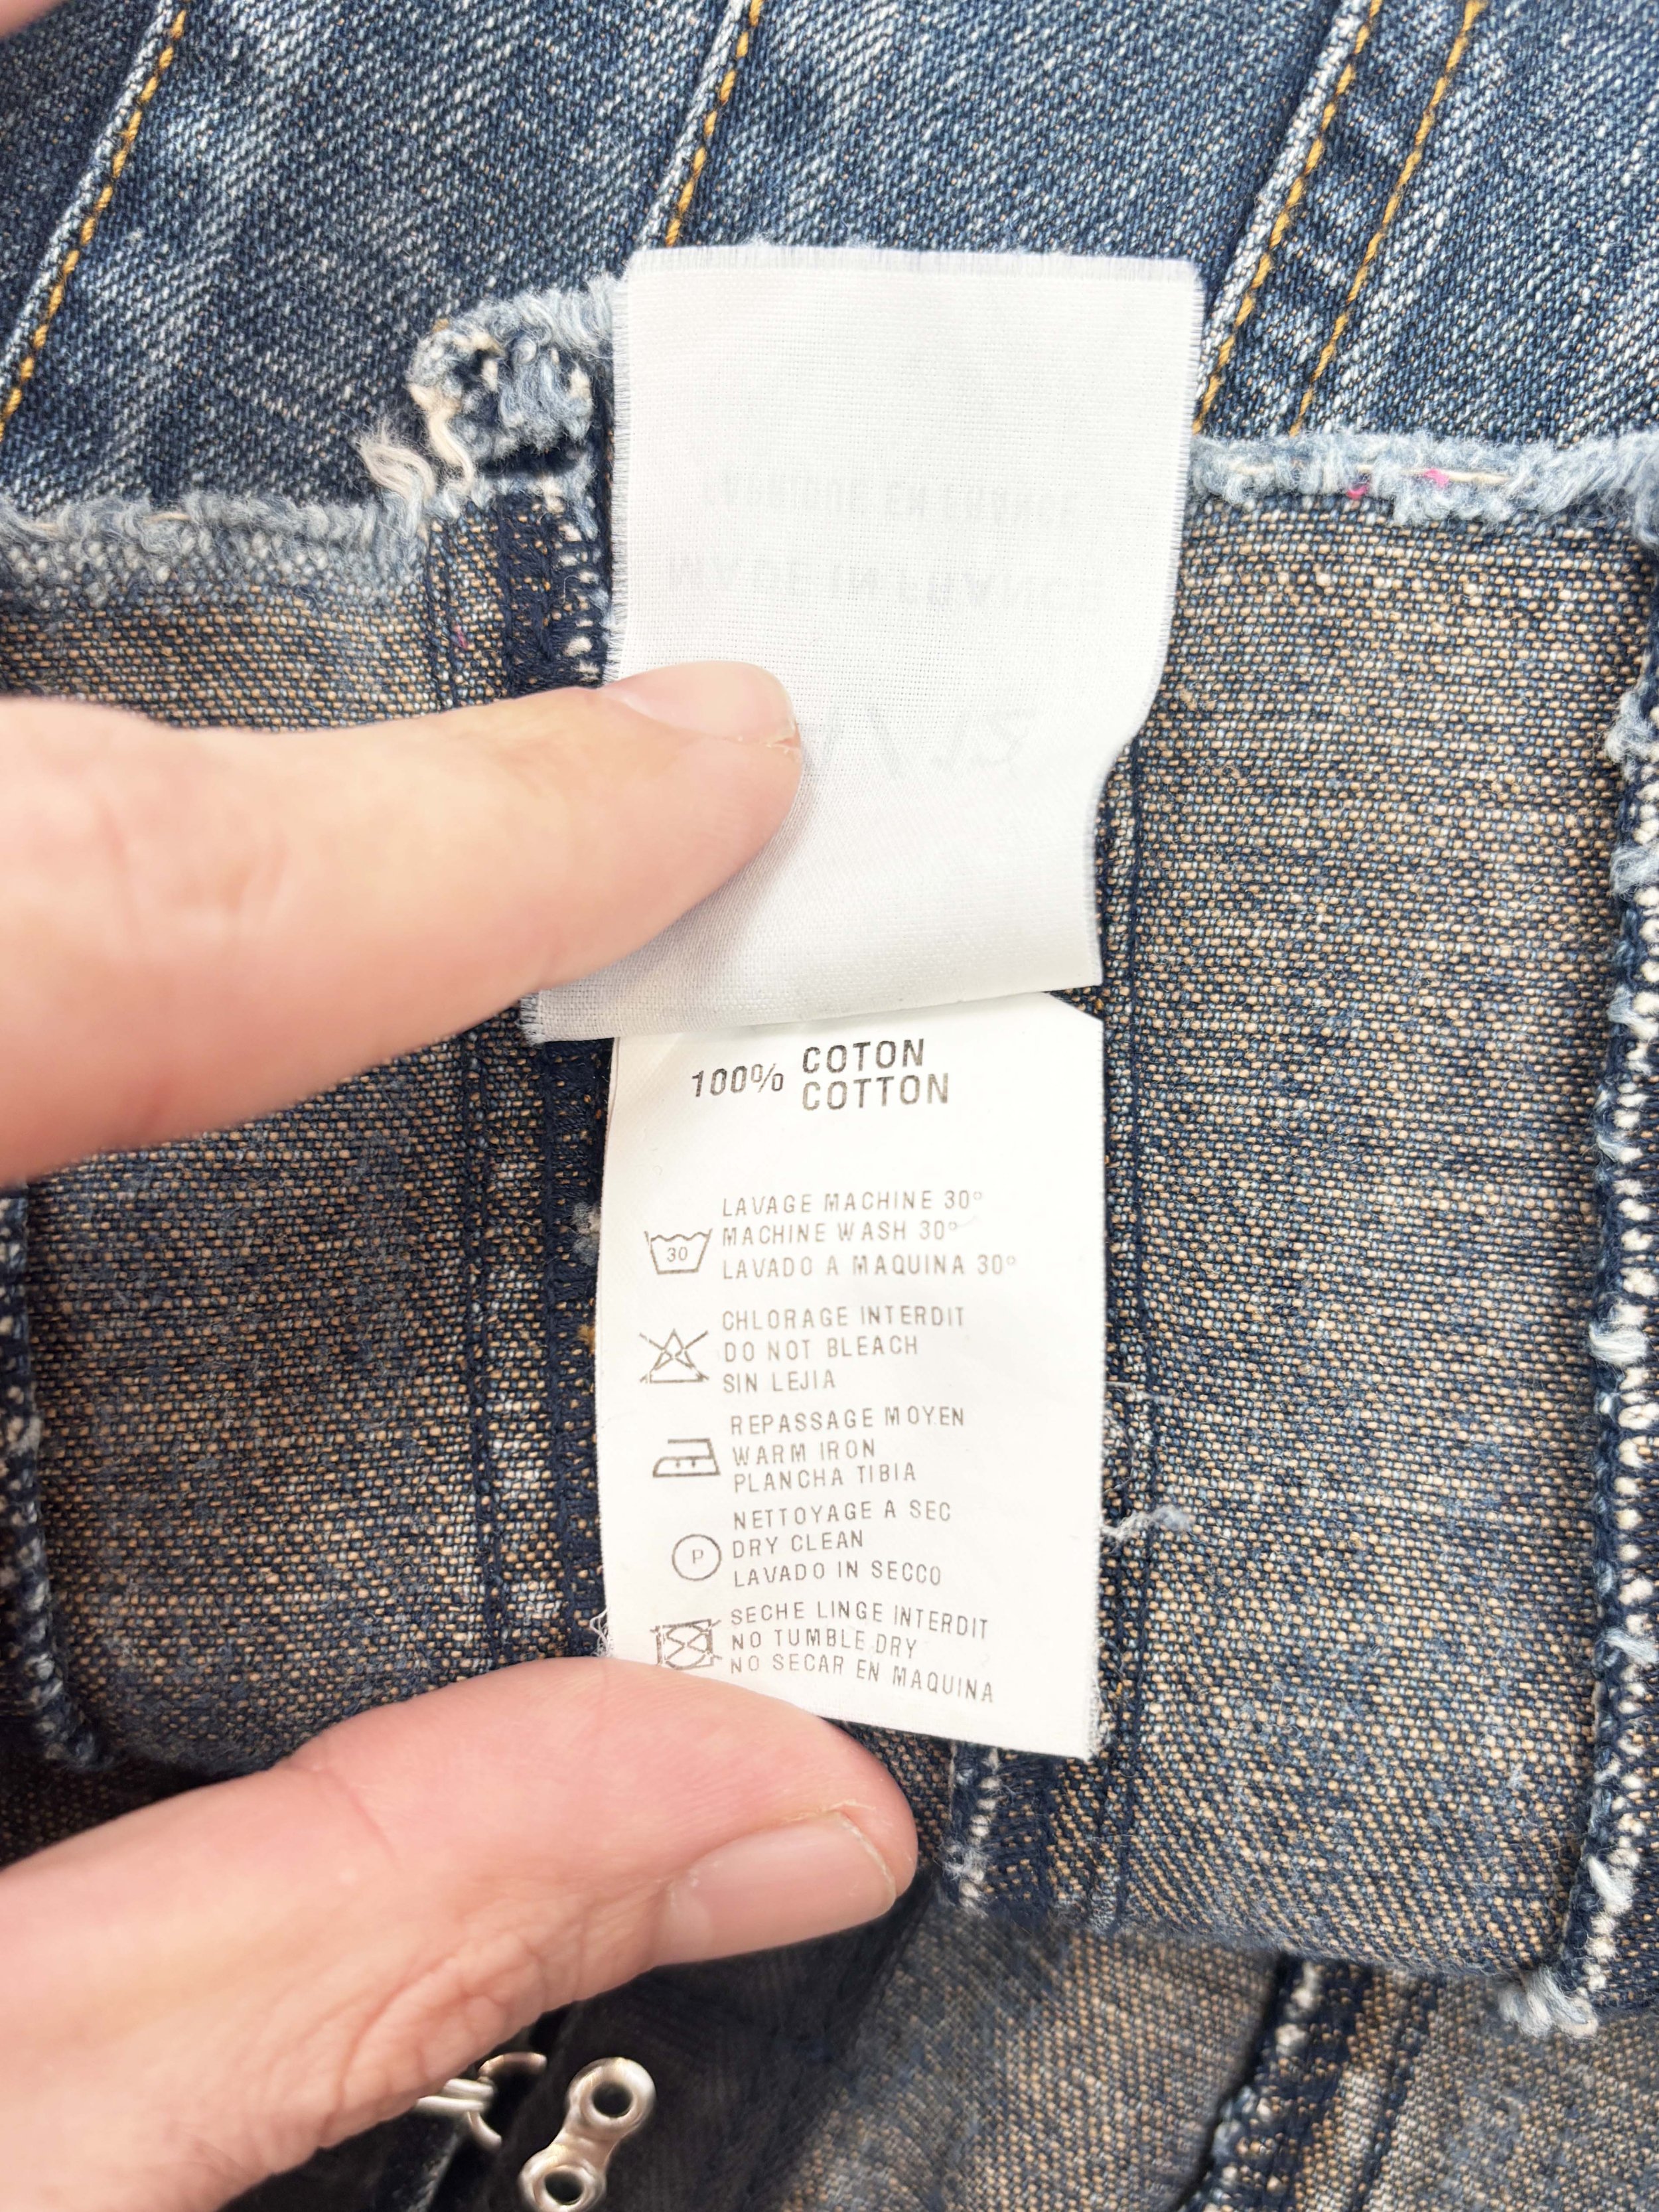 100% COTON
COTTON
LAVAGE MACHINE 30°
MACHINE WASH 30°
30
LAVADO A MAQUINA 30°
CHLORAGE INTERDIT
DO NOT BLEACH
SIN LEJIA
REPASSAGE MOYEN
WARM IRON
PLANCHA TIBIA
NETTOYAGE A SEC
P DRY CLEAN
LAVADO IN SECCO
SECHE LINGE INTERDIT
NO TUMBLE DRY
NO SECAR EN MAQUINA